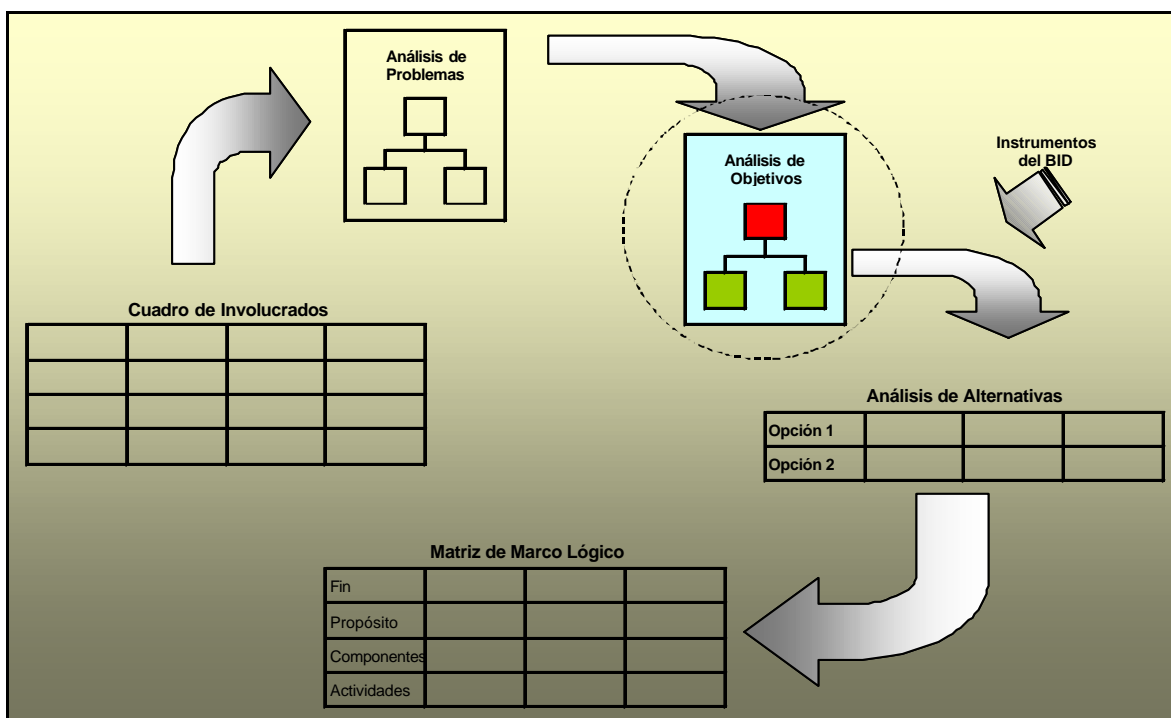 Análisis de
Problemas
Análisis de
Objetivos
Instrumentos
del BID
Cuadro de Involucrados
Análisis de Alternativas
Opción 1
Opción 2
Matriz de Marco Lógico
Fin
Propósito
Componentes
Actividades